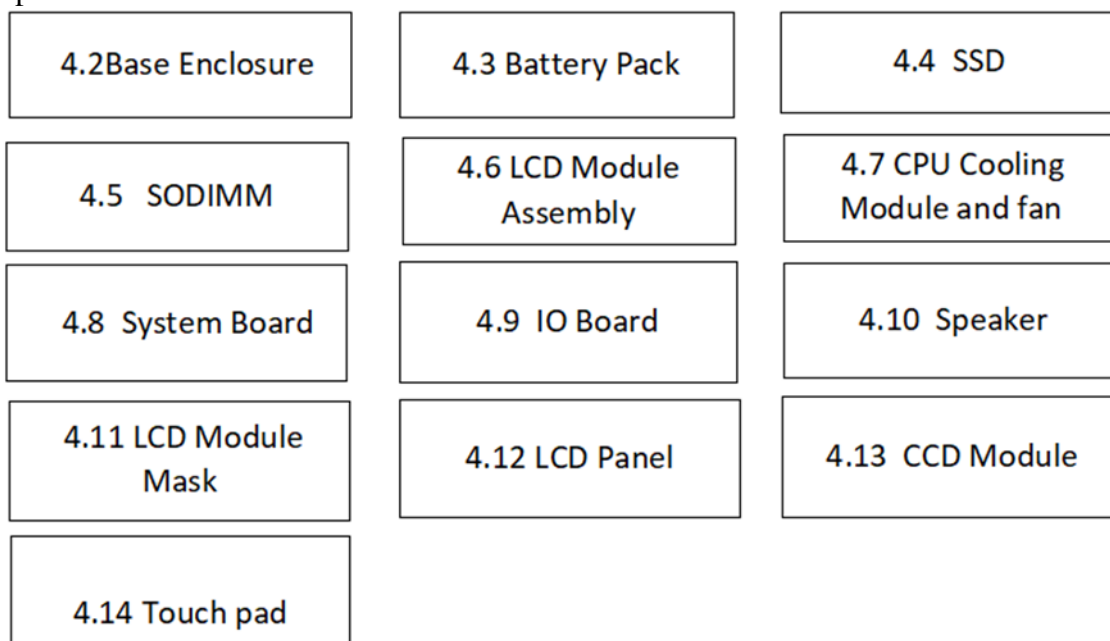 4.2Base Enclosure
4.3 Battery Pack
4.4 SSD
4.5 SODIMM
4.6 LCD Module
Assembly
4.7 CPU Cooling
Module and fan
4.8 System Board
4.9 IO Board
4.10 Speaker
4.11 LCD Module
Mask
4.12 LCD Panel
4.13 CCD Module
4.14 Touch pad